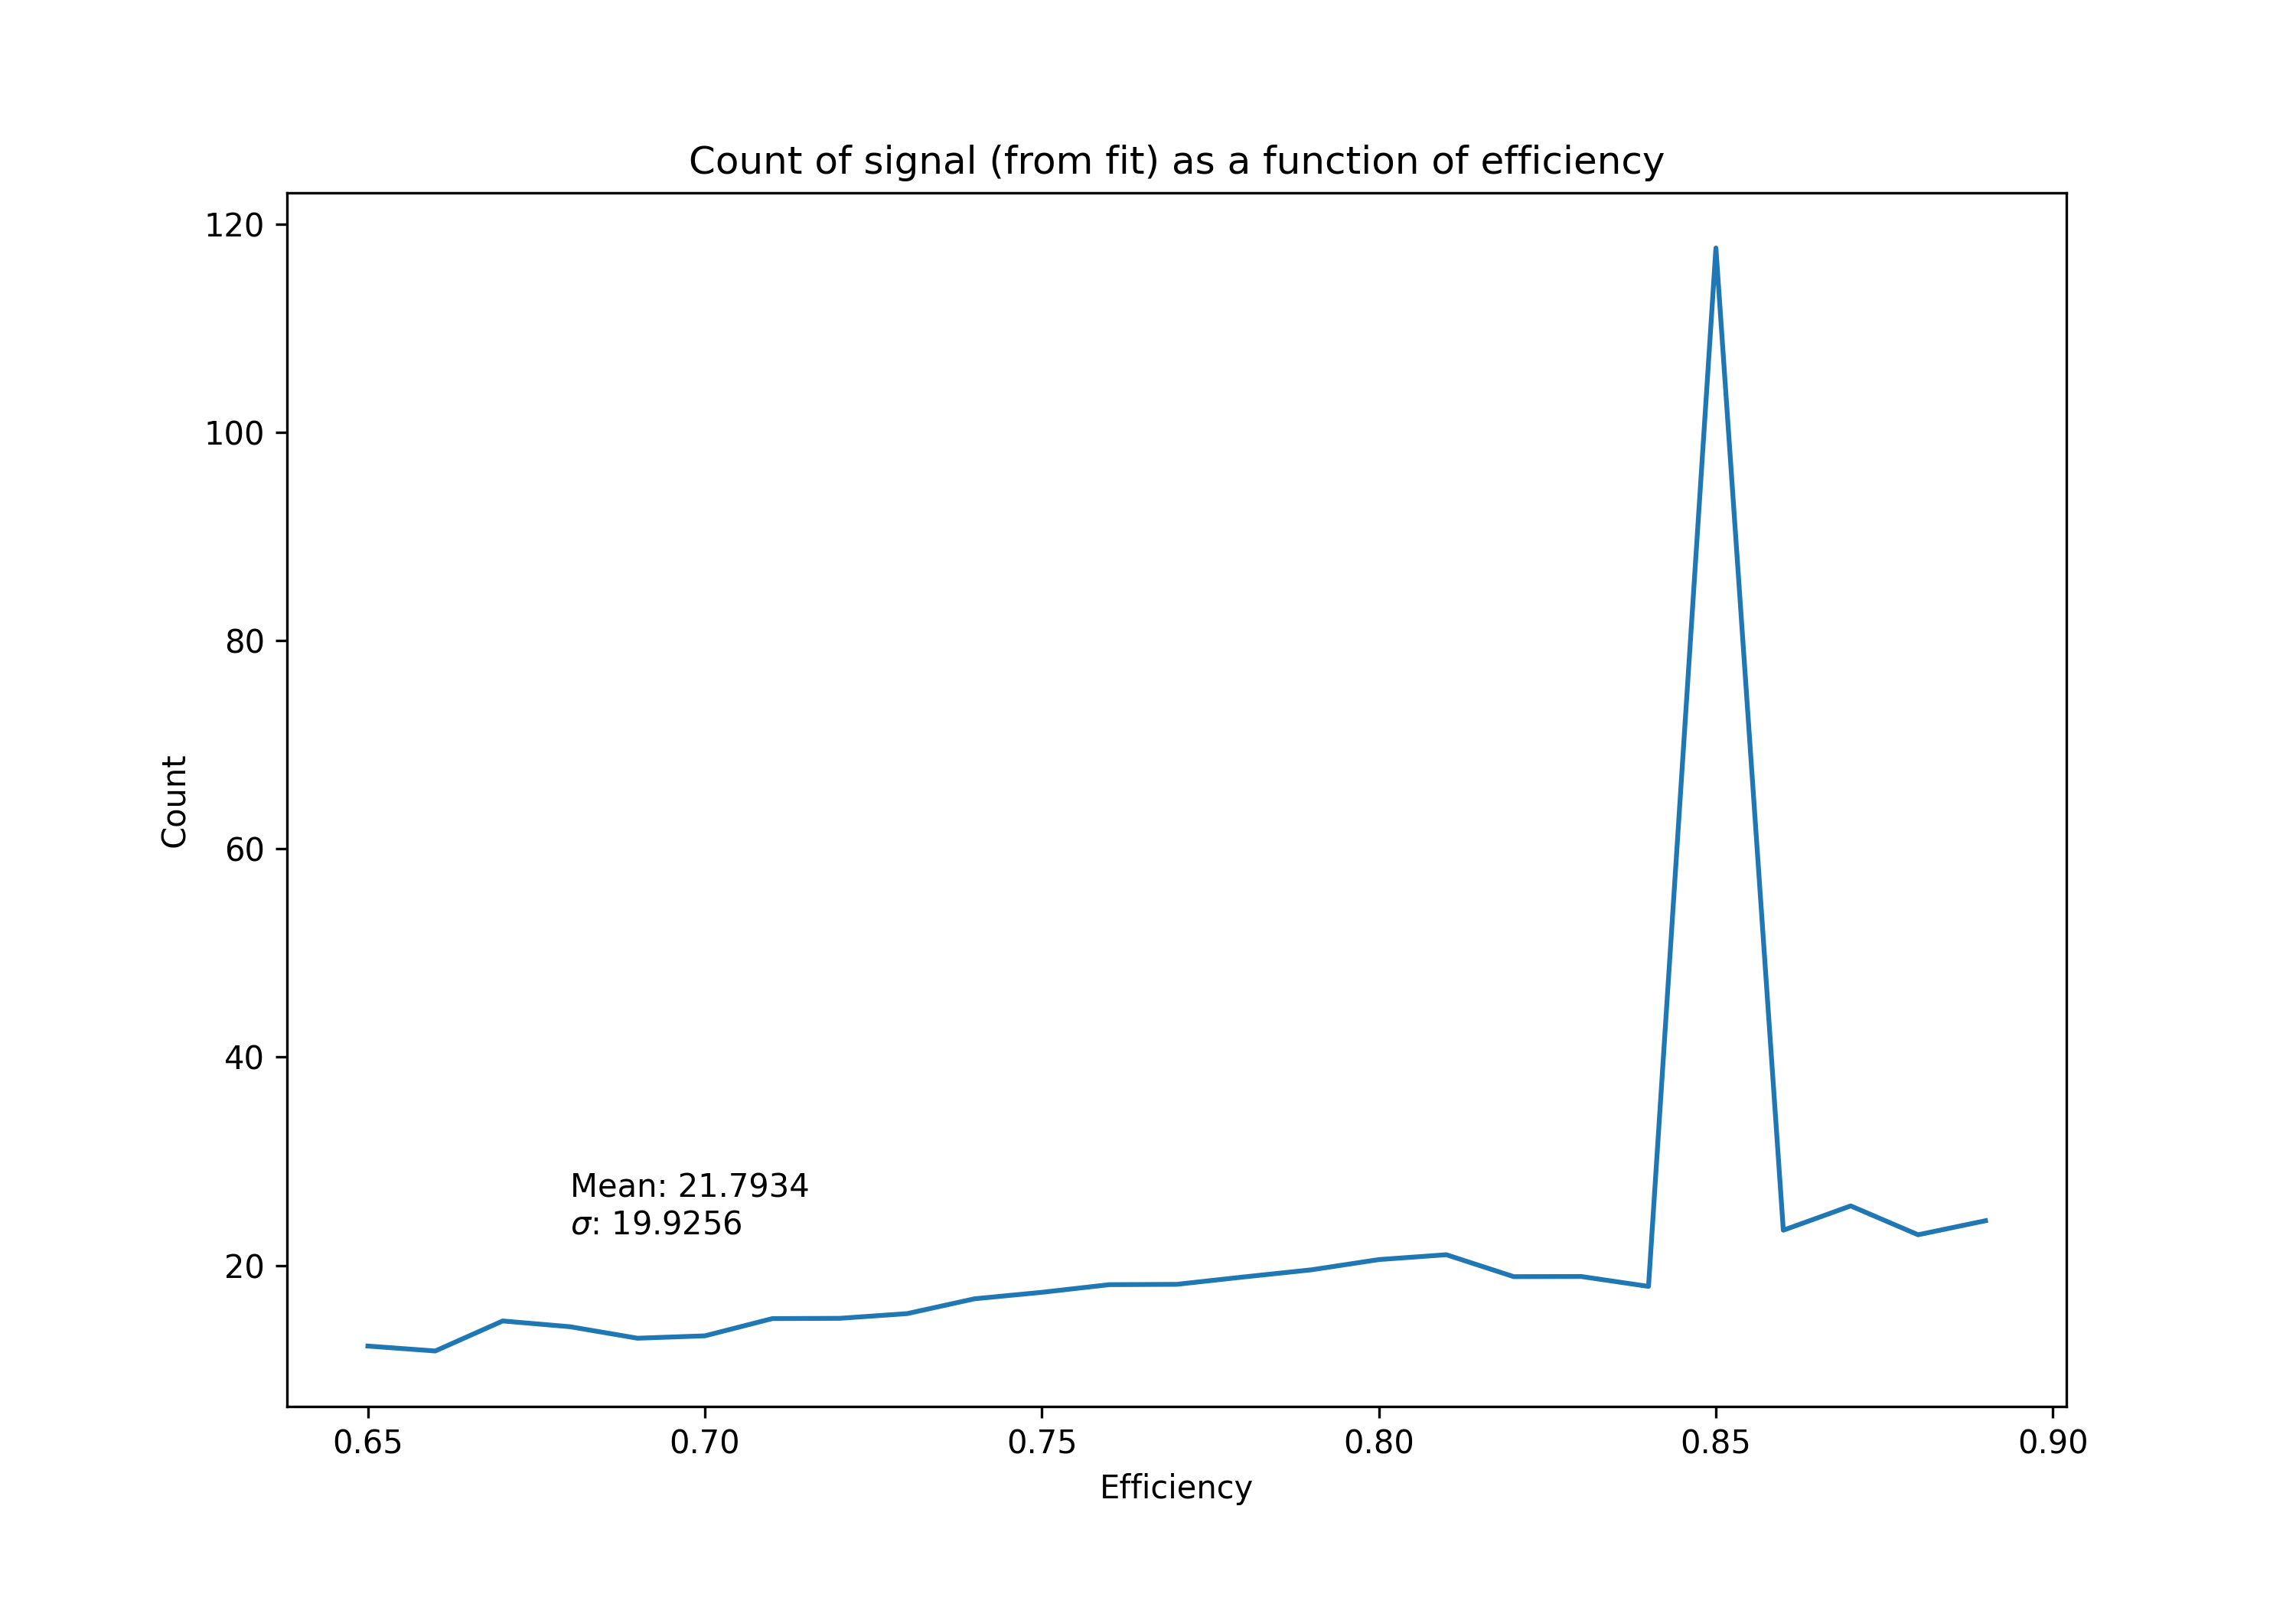 Count of signal (from fit) as a function of efficiency
120
100
80
60
40
20
Count
Mean: 21.7934
σ: 19.9256
0.65 0.70 0.75 0.80 0.85 0.90
Efficiency